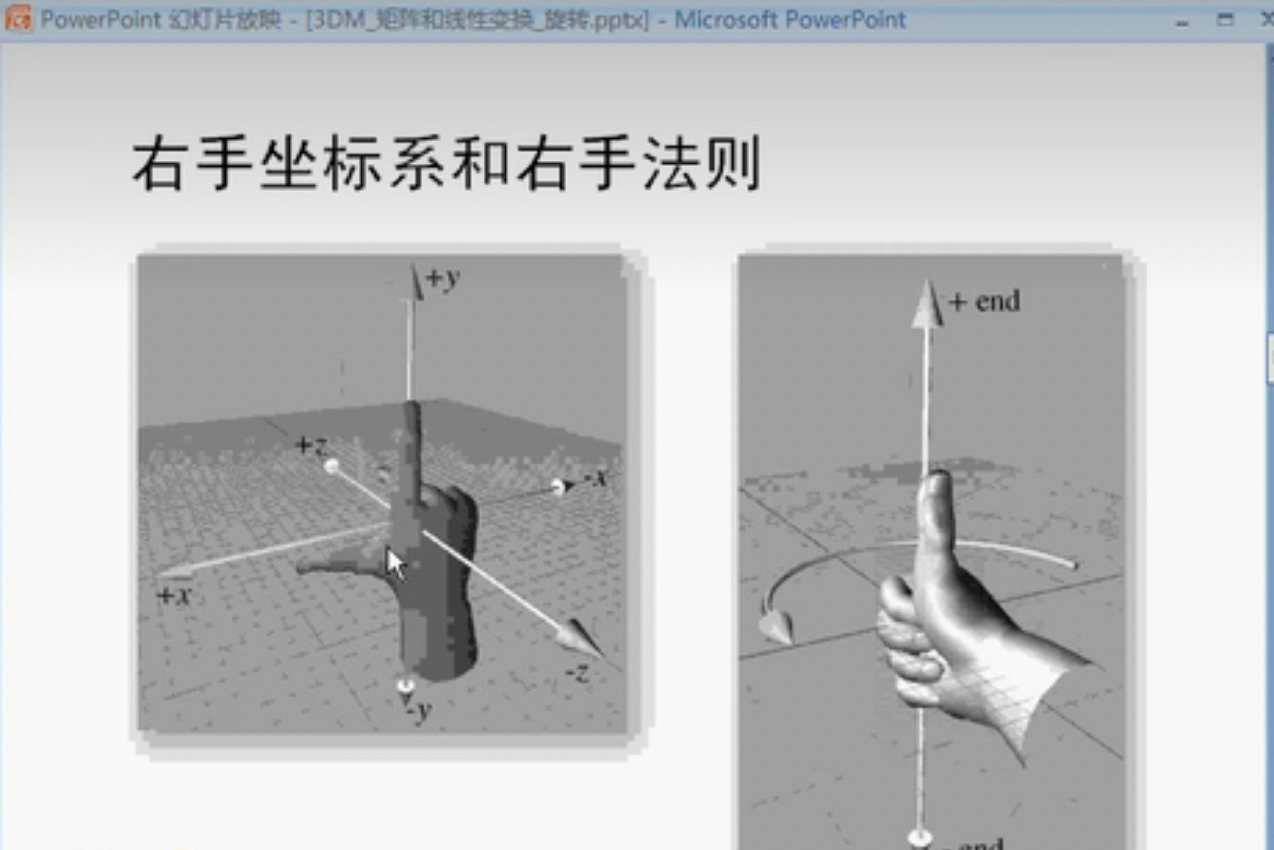 PowerPoint 幻灯片放映 - [3DM_矩阵和线性变换_旋转.pptx] - Microsoft PowerPoint
右手坐标系和右手法则
+y
+ end
+z
-x
+x
-z
-y
- end